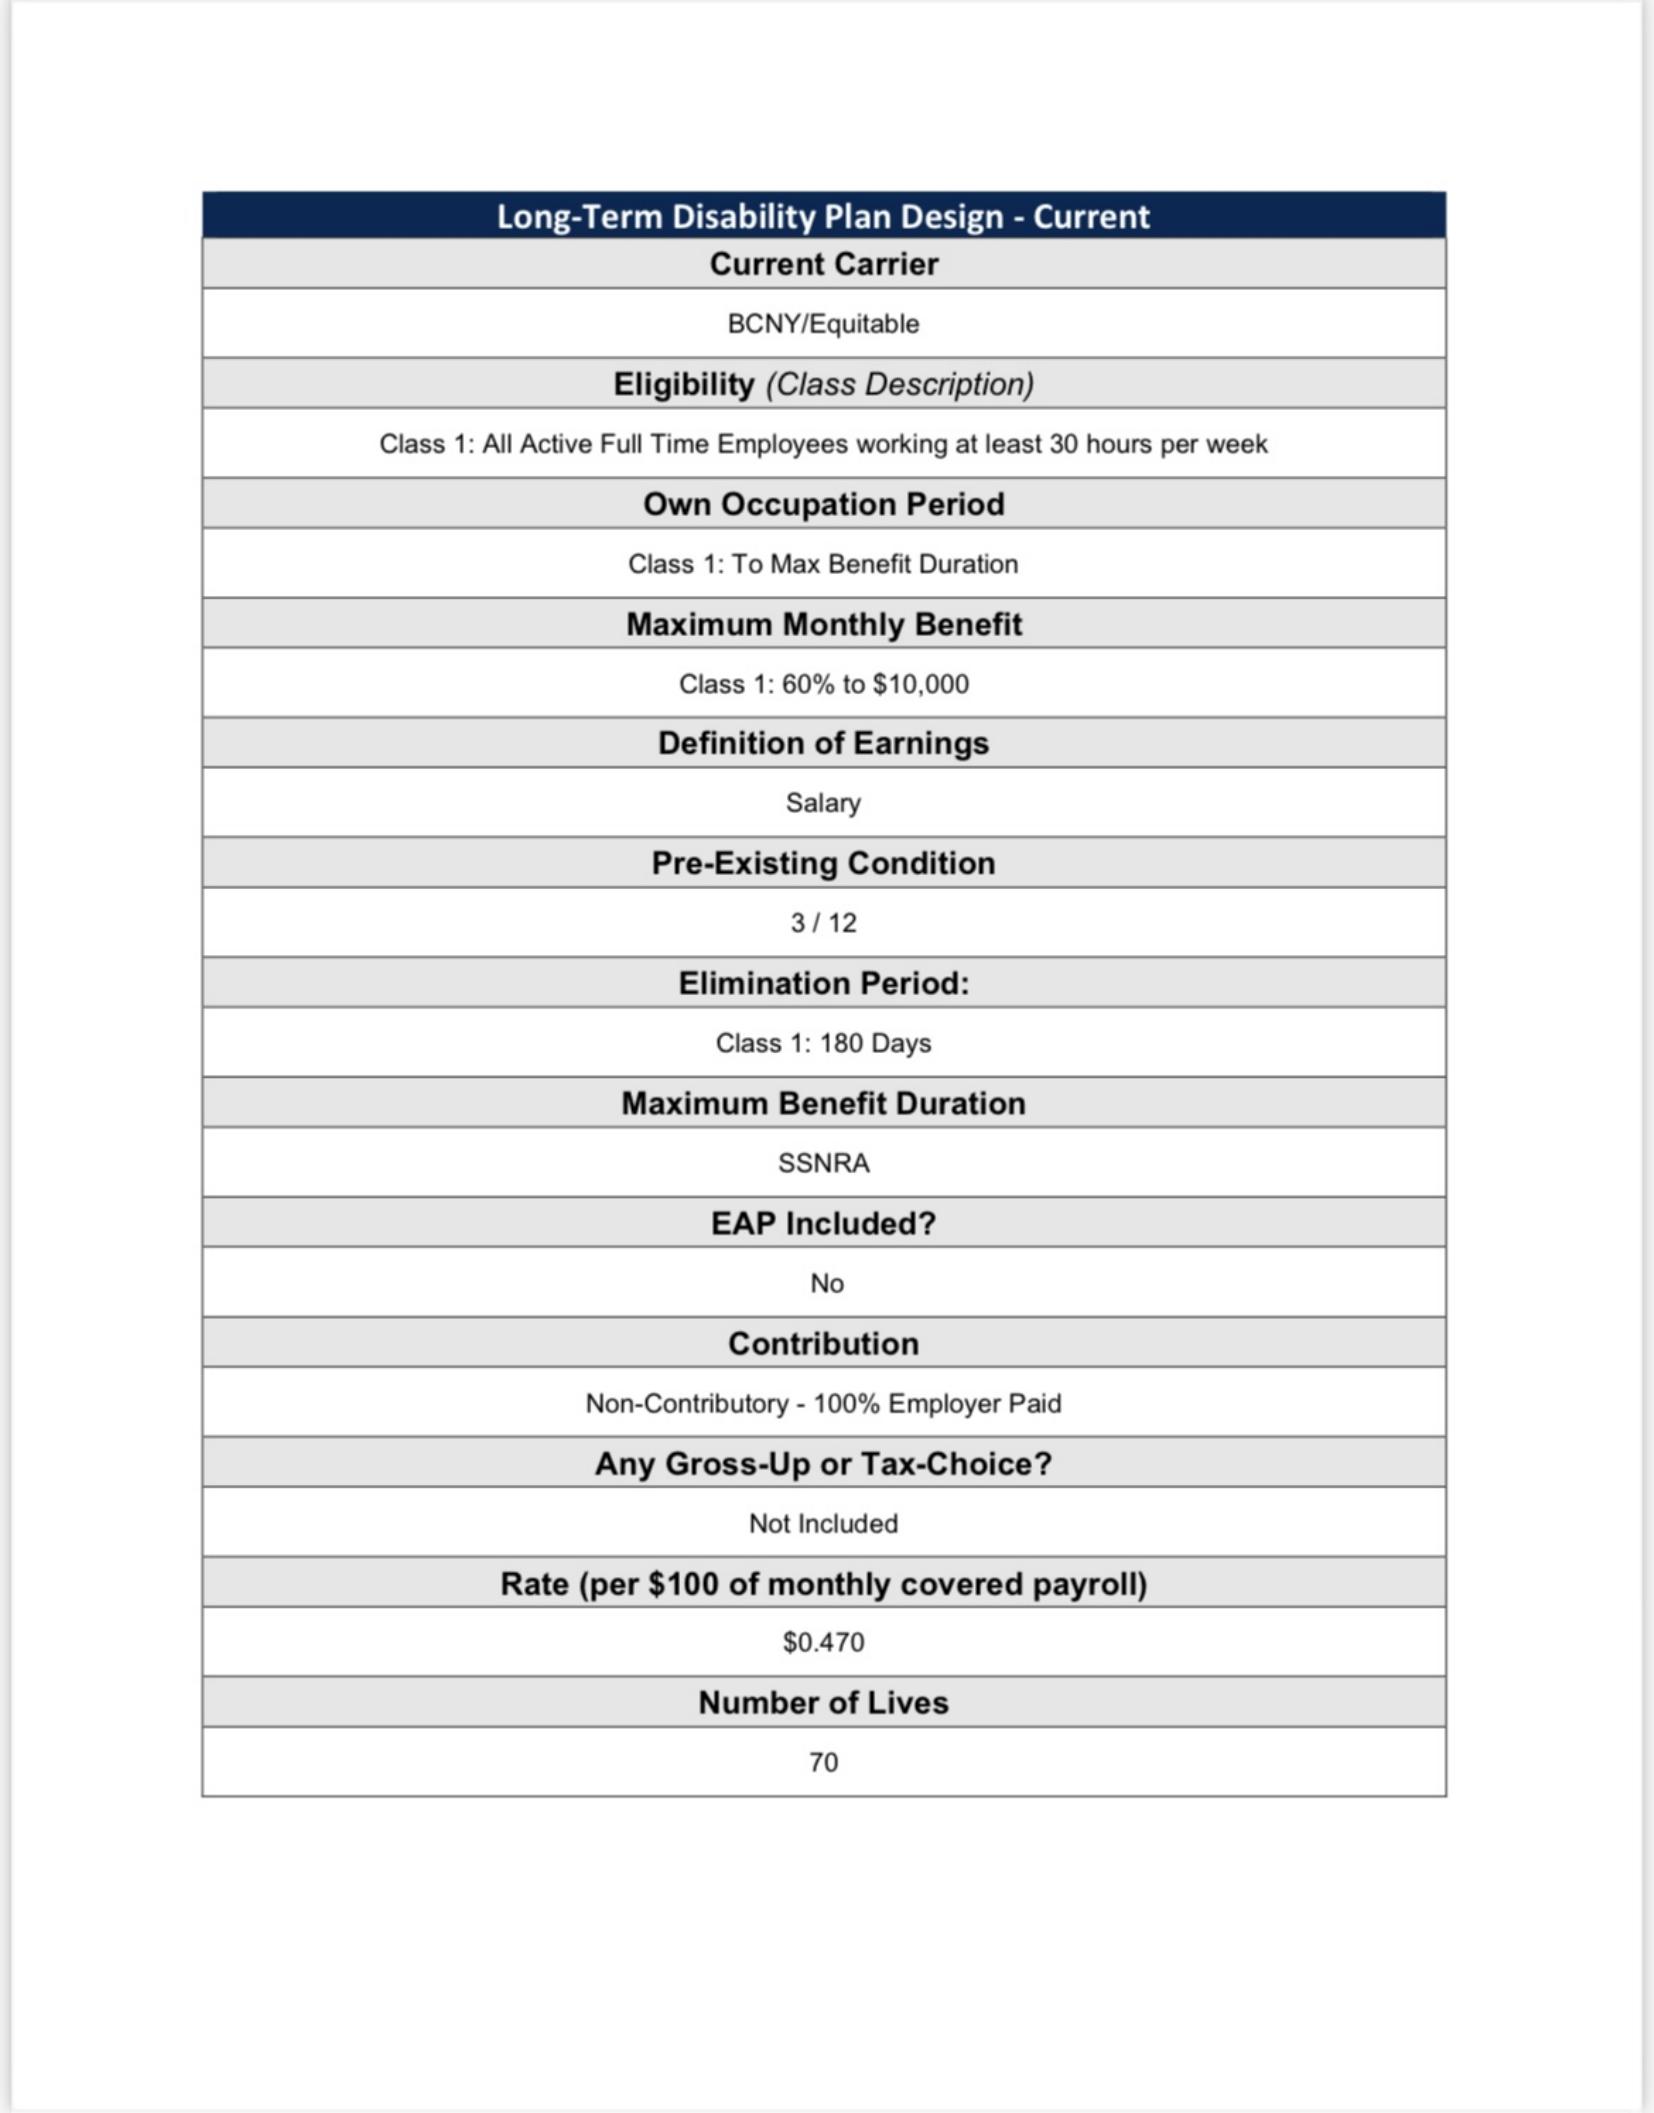 Long-Term Disability Plan Design - Current
Current Carrier
BCNY/Equitable
Eligibility (Class Description)
Class 1: All Active Full Time Employees working at least 30 hours per week
Own Occupation Period
Class 1: To Max Benefit Duration
Maximum Monthly Benefit
Class 1: 60% to $10,000
Definition of Earnings
Salary
Pre-Existing Condition
3 / 12
Elimination Period:
Class 1: 180 Days
Maximum Benefit Duration
SSNRA
EAP Included?
No
Contribution
Non-Contributory - 100% Employer Paid
Any Gross-Up or Tax-Choice?
Not Included
Rate (per $100 of monthly covered payroll)
$0.470
Number of Lives
70